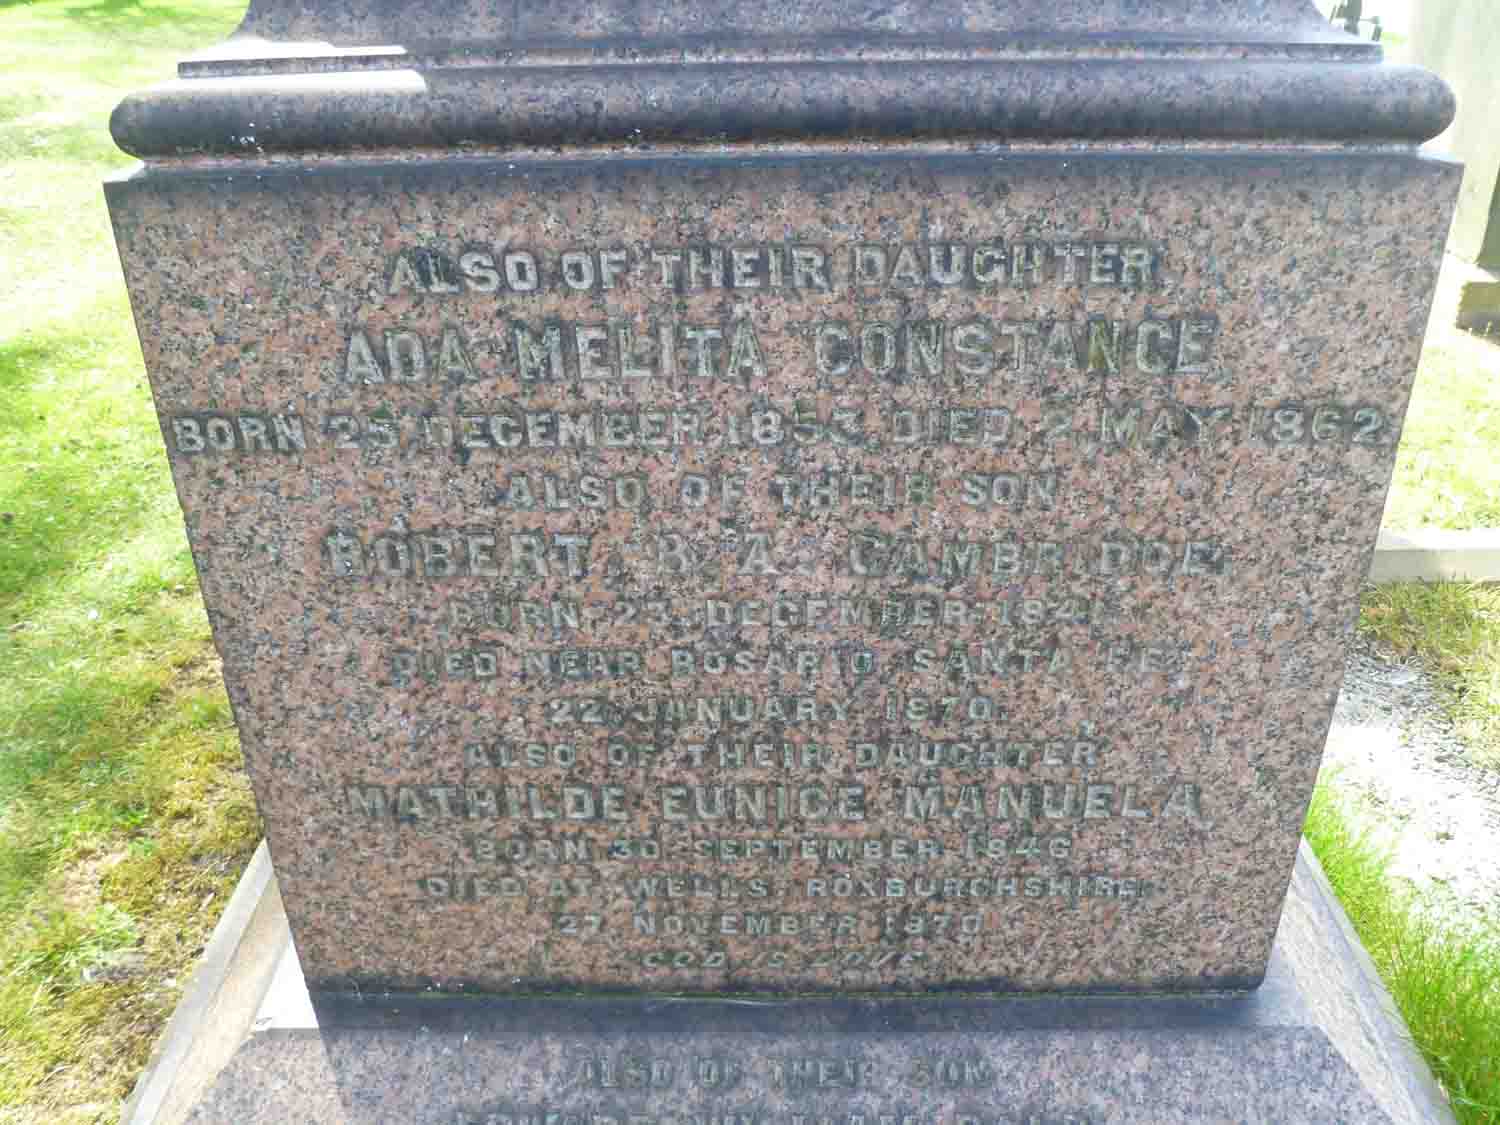 ALSO OF THEIR DAUGHTER
ADA MELITA CONSTANCE
BORN 25 DECEMBER 1853 DIED 2 MAY 1862
ALSO OF THEIR SON
ROBERT, B.A. CAMBRIDGE,
BORN 23 DECEMBER 1841
DIED NEAR ROSARIO, SANTA FE
22 JANUARY 1870.
ALSO OF THEIR DAUGHTER
MATHILDE EUNICE MANUELA
BORN 30 SEPTEMBER 1846
DIED AT WELLS, ROXBURGHSHIRE
27 NOVEMBER 1870
GOD IS LOVE
ALSO OF THEIR SON